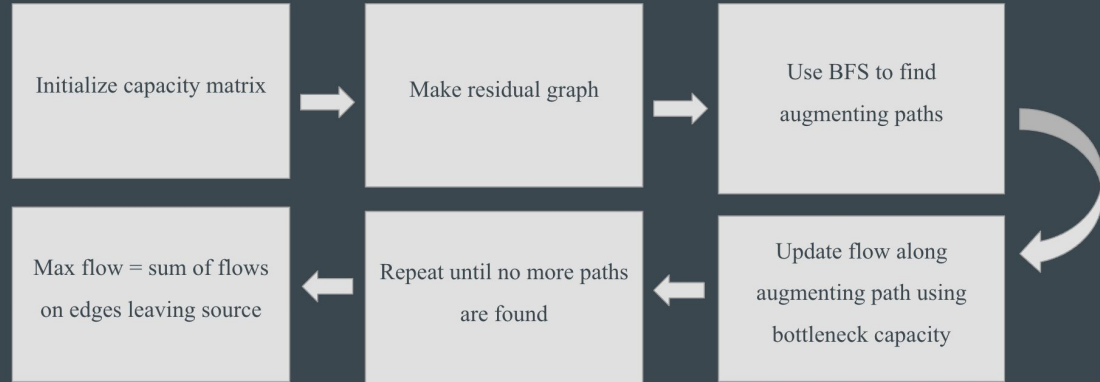 Initialize capacity matrix
Make residual graph
Use BFS to find
augmenting paths
Update flow along
augmenting path using
bottleneck capacity
Repeat until no more paths
are found
Max flow = sum of flows
on edges leaving source